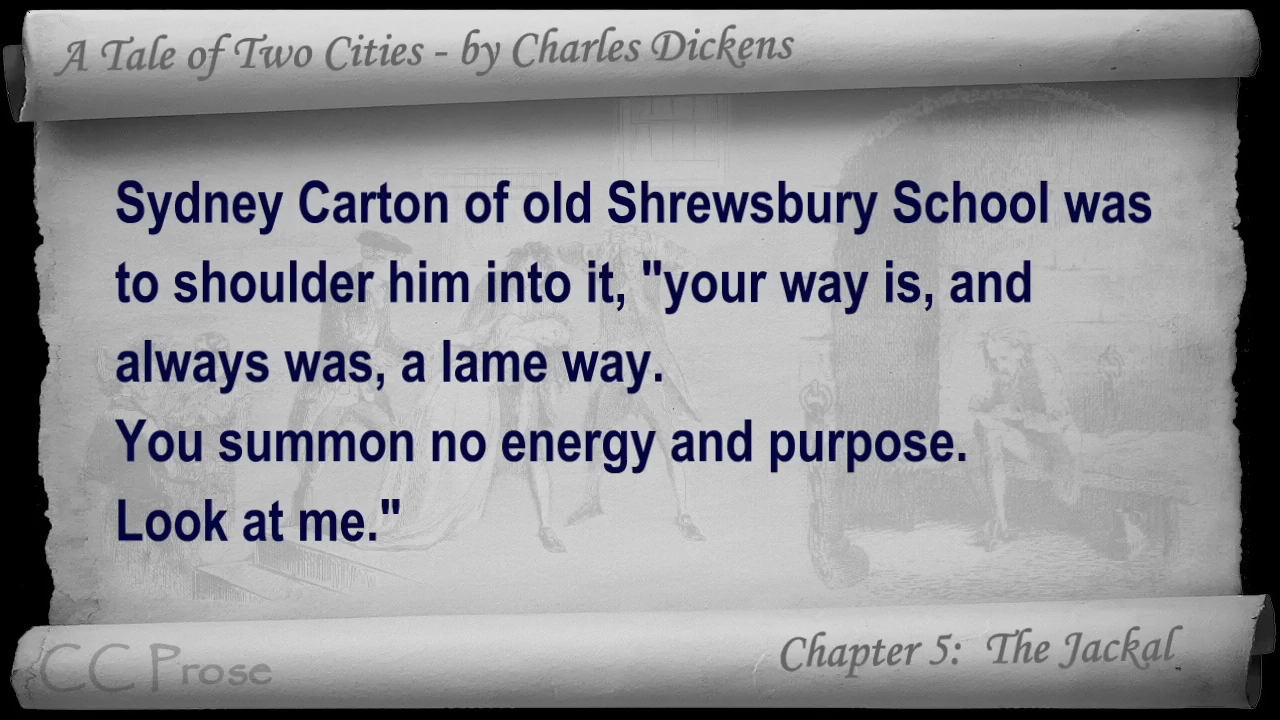 A Tale of Two Cities - by Charles Dickens
Sydney Carton of old Shrewsbury School was
to shoulder him into it, "your way is, and
always was, a lame way.
You summon no energy and purpose.
Look at me."
CC Prose
Chapter 5: The Jackal